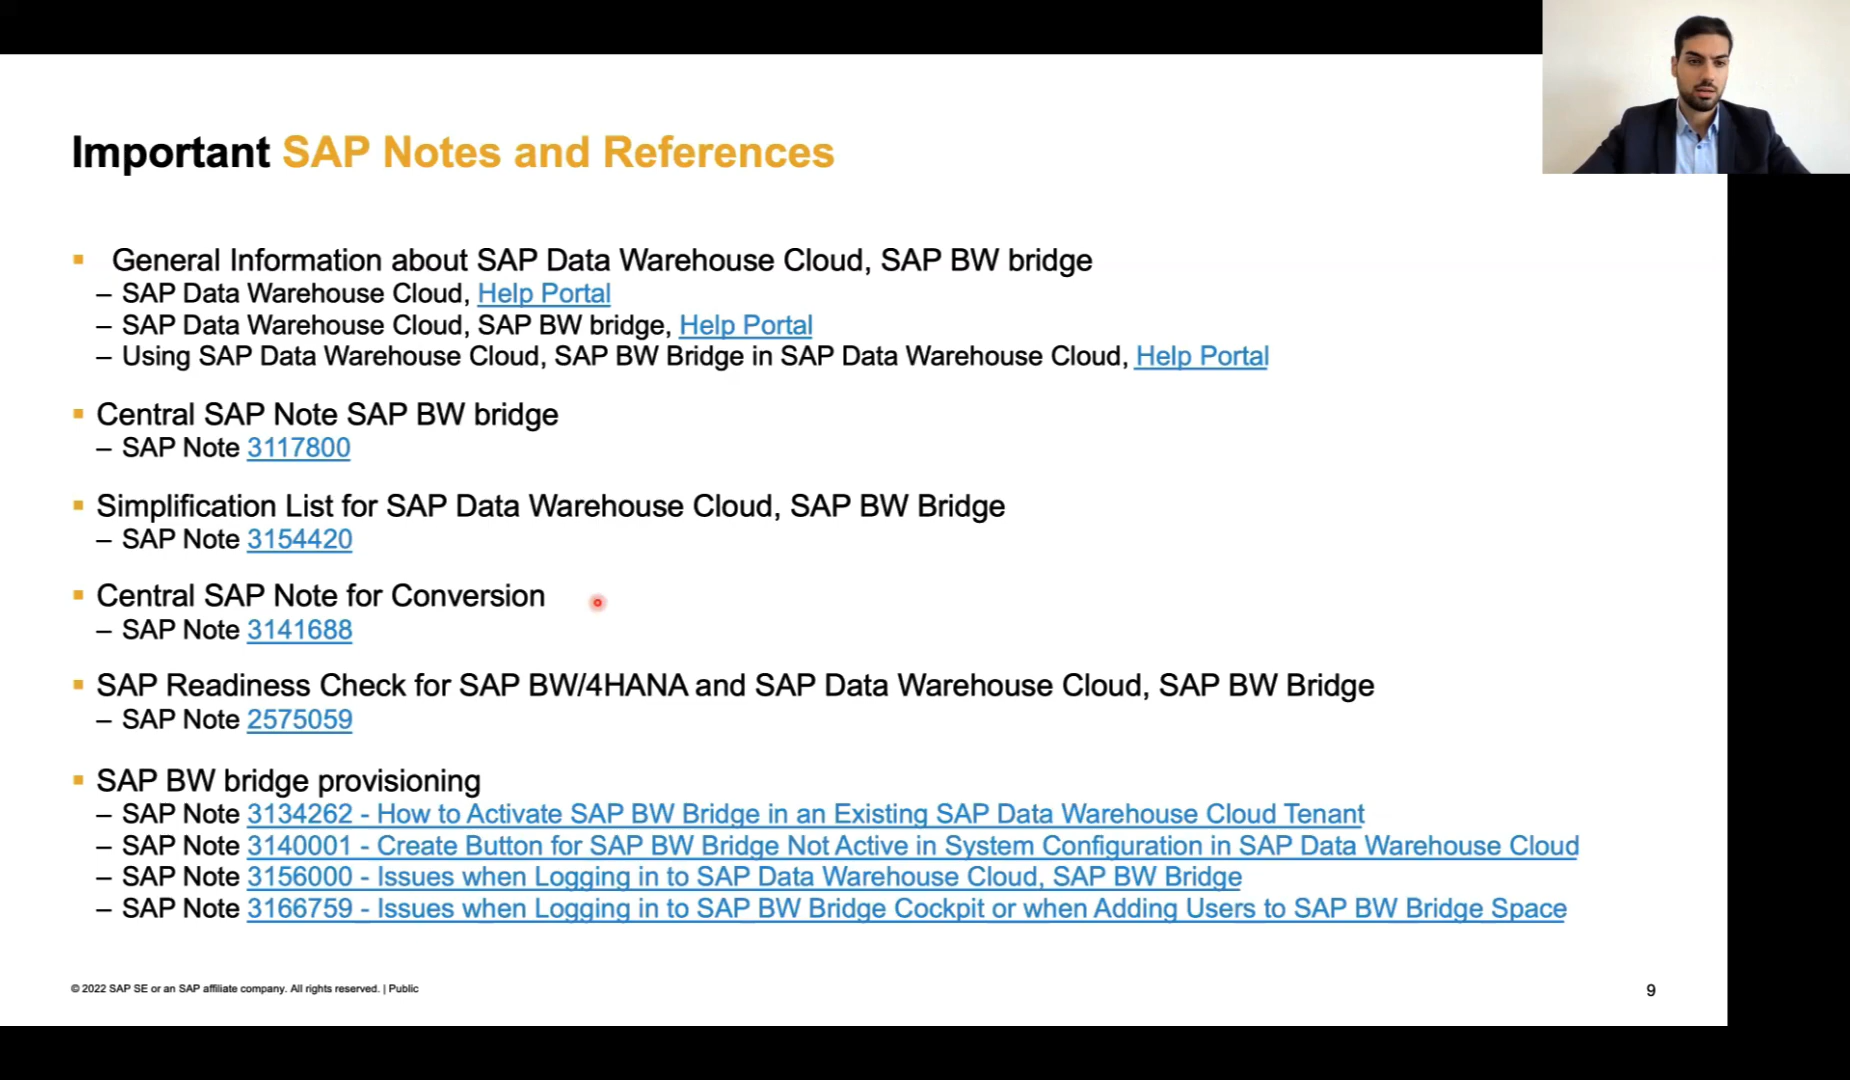 Important SAP Notes and References
▪ General Information about SAP Data Warehouse Cloud, SAP BW bridge
– SAP Data Warehouse Cloud, Help Portal
– SAP Data Warehouse Cloud, SAP BW bridge, Help Portal
– Using SAP Data Warehouse Cloud, SAP BW Bridge in SAP Data Warehouse Cloud, Help Portal
▪ Central SAP Note SAP BW bridge
– SAP Note 3117800
▪ Simplification List for SAP Data Warehouse Cloud, SAP BW Bridge
– SAP Note 3154420
▪ Central SAP Note for Conversion
– SAP Note 3141688
▪ SAP Readiness Check for SAP BW/4HANA and SAP Data Warehouse Cloud, SAP BW Bridge
– SAP Note 2575059
▪ SAP BW bridge provisioning
– SAP Note 3134262 - How to Activate SAP BW Bridge in an Existing SAP Data Warehouse Cloud Tenant
– SAP Note 3140001 - Create Button for SAP BW Bridge Not Active in System Configuration in SAP Data Warehouse Cloud
– SAP Note 3156000 - Issues when Logging in to SAP Data Warehouse Cloud, SAP BW Bridge
– SAP Note 3166759 - Issues when Logging in to SAP BW Bridge Cockpit or when Adding Users to SAP BW Bridge Space
© 2022 SAP SE or an SAP affiliate company. All rights reserved. | Public
9